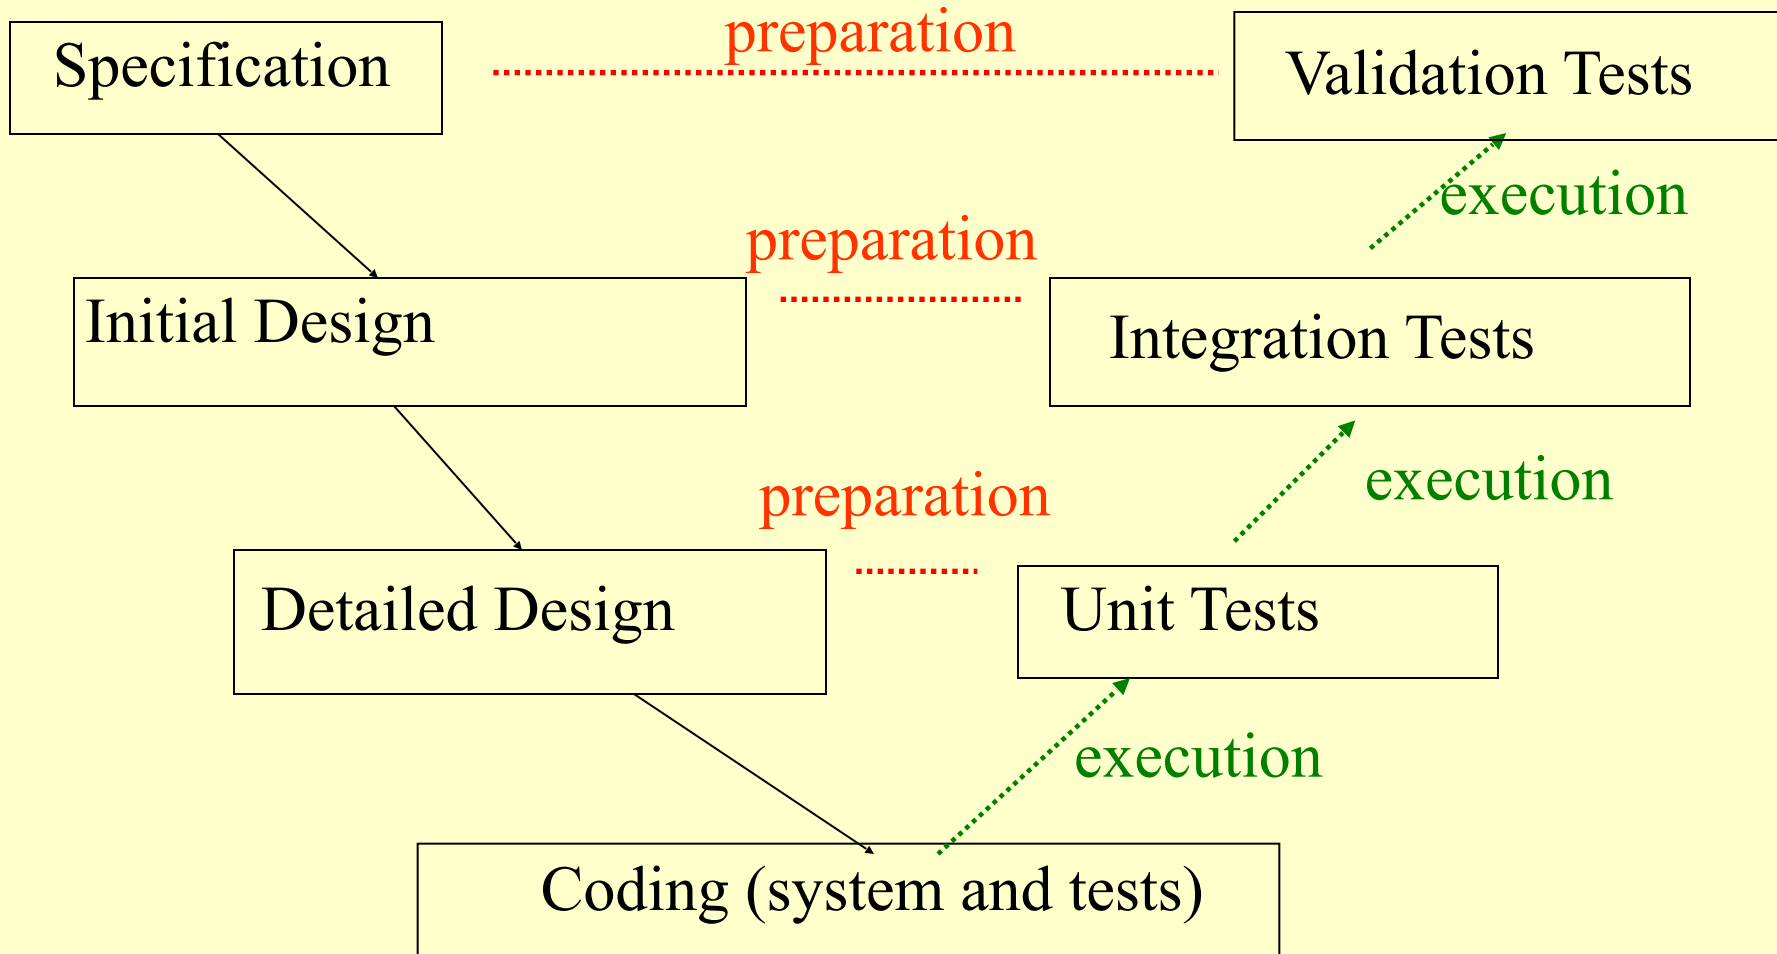 Specification
preparation
Validation Tests
execution
preparation
Initial Design
Integration Tests
execution
preparation
Detailed Design
Unit Tests
execution
Coding (system and tests)